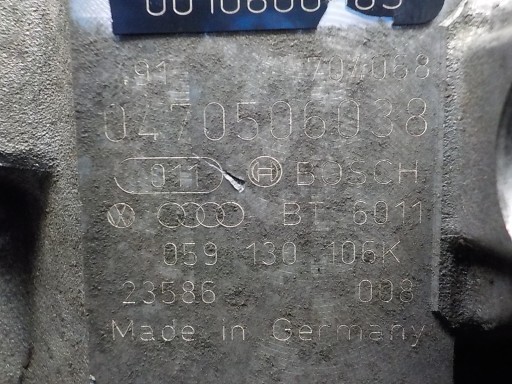 0470506038
011 BOSCH
BT 6011
059 130 106K
23586 008
Made in Germany